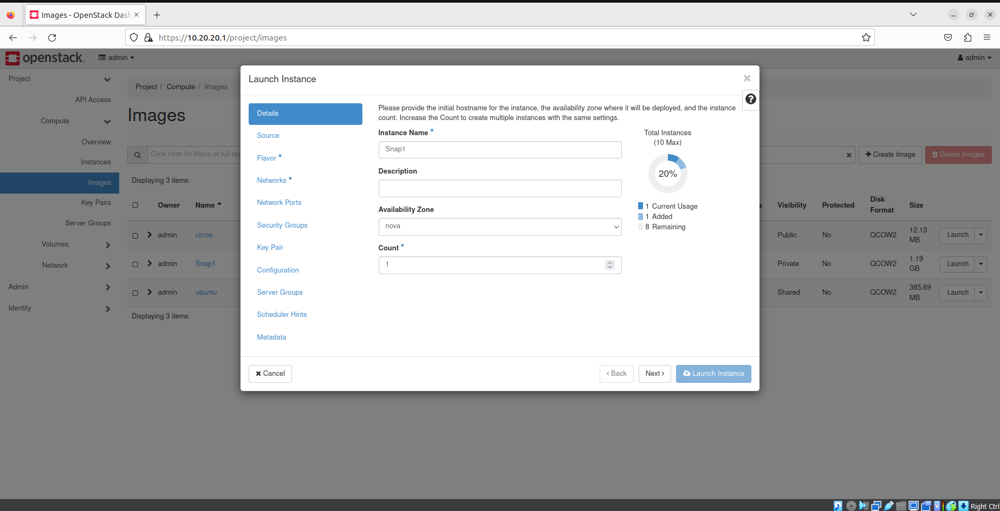 Images - OpenStack Dash
https://10.20.20.1/project/images
openstack. admin
admin
Project
API Access
Compute
Overview
Instances
Images
Key Pairs
Server Groups
Volumes
Network
Admin
Identity
Project / Compute / Images
Images
Click here for filters or full tex
Create Image
Delete Images
Displaying 3 items
Owner Name s Visibility Protected Disk Format Size
admin cirros Public No QCOW2 12.13 MB Launch
admin Snap1 Private No QCOW2 1.19 GB Launch
admin ubuntu Shared No QCOW2 385.69 MB Launch
Displaying 3 items
Launch Instance
Details
Source
Flavor *
Networks *
Network Ports
Security Groups
Key Pair
Configuration
Server Groups
Scheduler Hints
Metadata
Please provide the initial hostname for the instance, the availability zone where it will be deployed, and the instance
count. Increase the Count to create multiple instances with the same settings.
Instance Name *
Snap1
Description
Availability Zone
nova
Count *
1
Total Instances
(10 Max)
20%
1 Current Usage
1 Added
8 Remaining
Cancel
Back
Next
Launch Instance
Right Ctrl